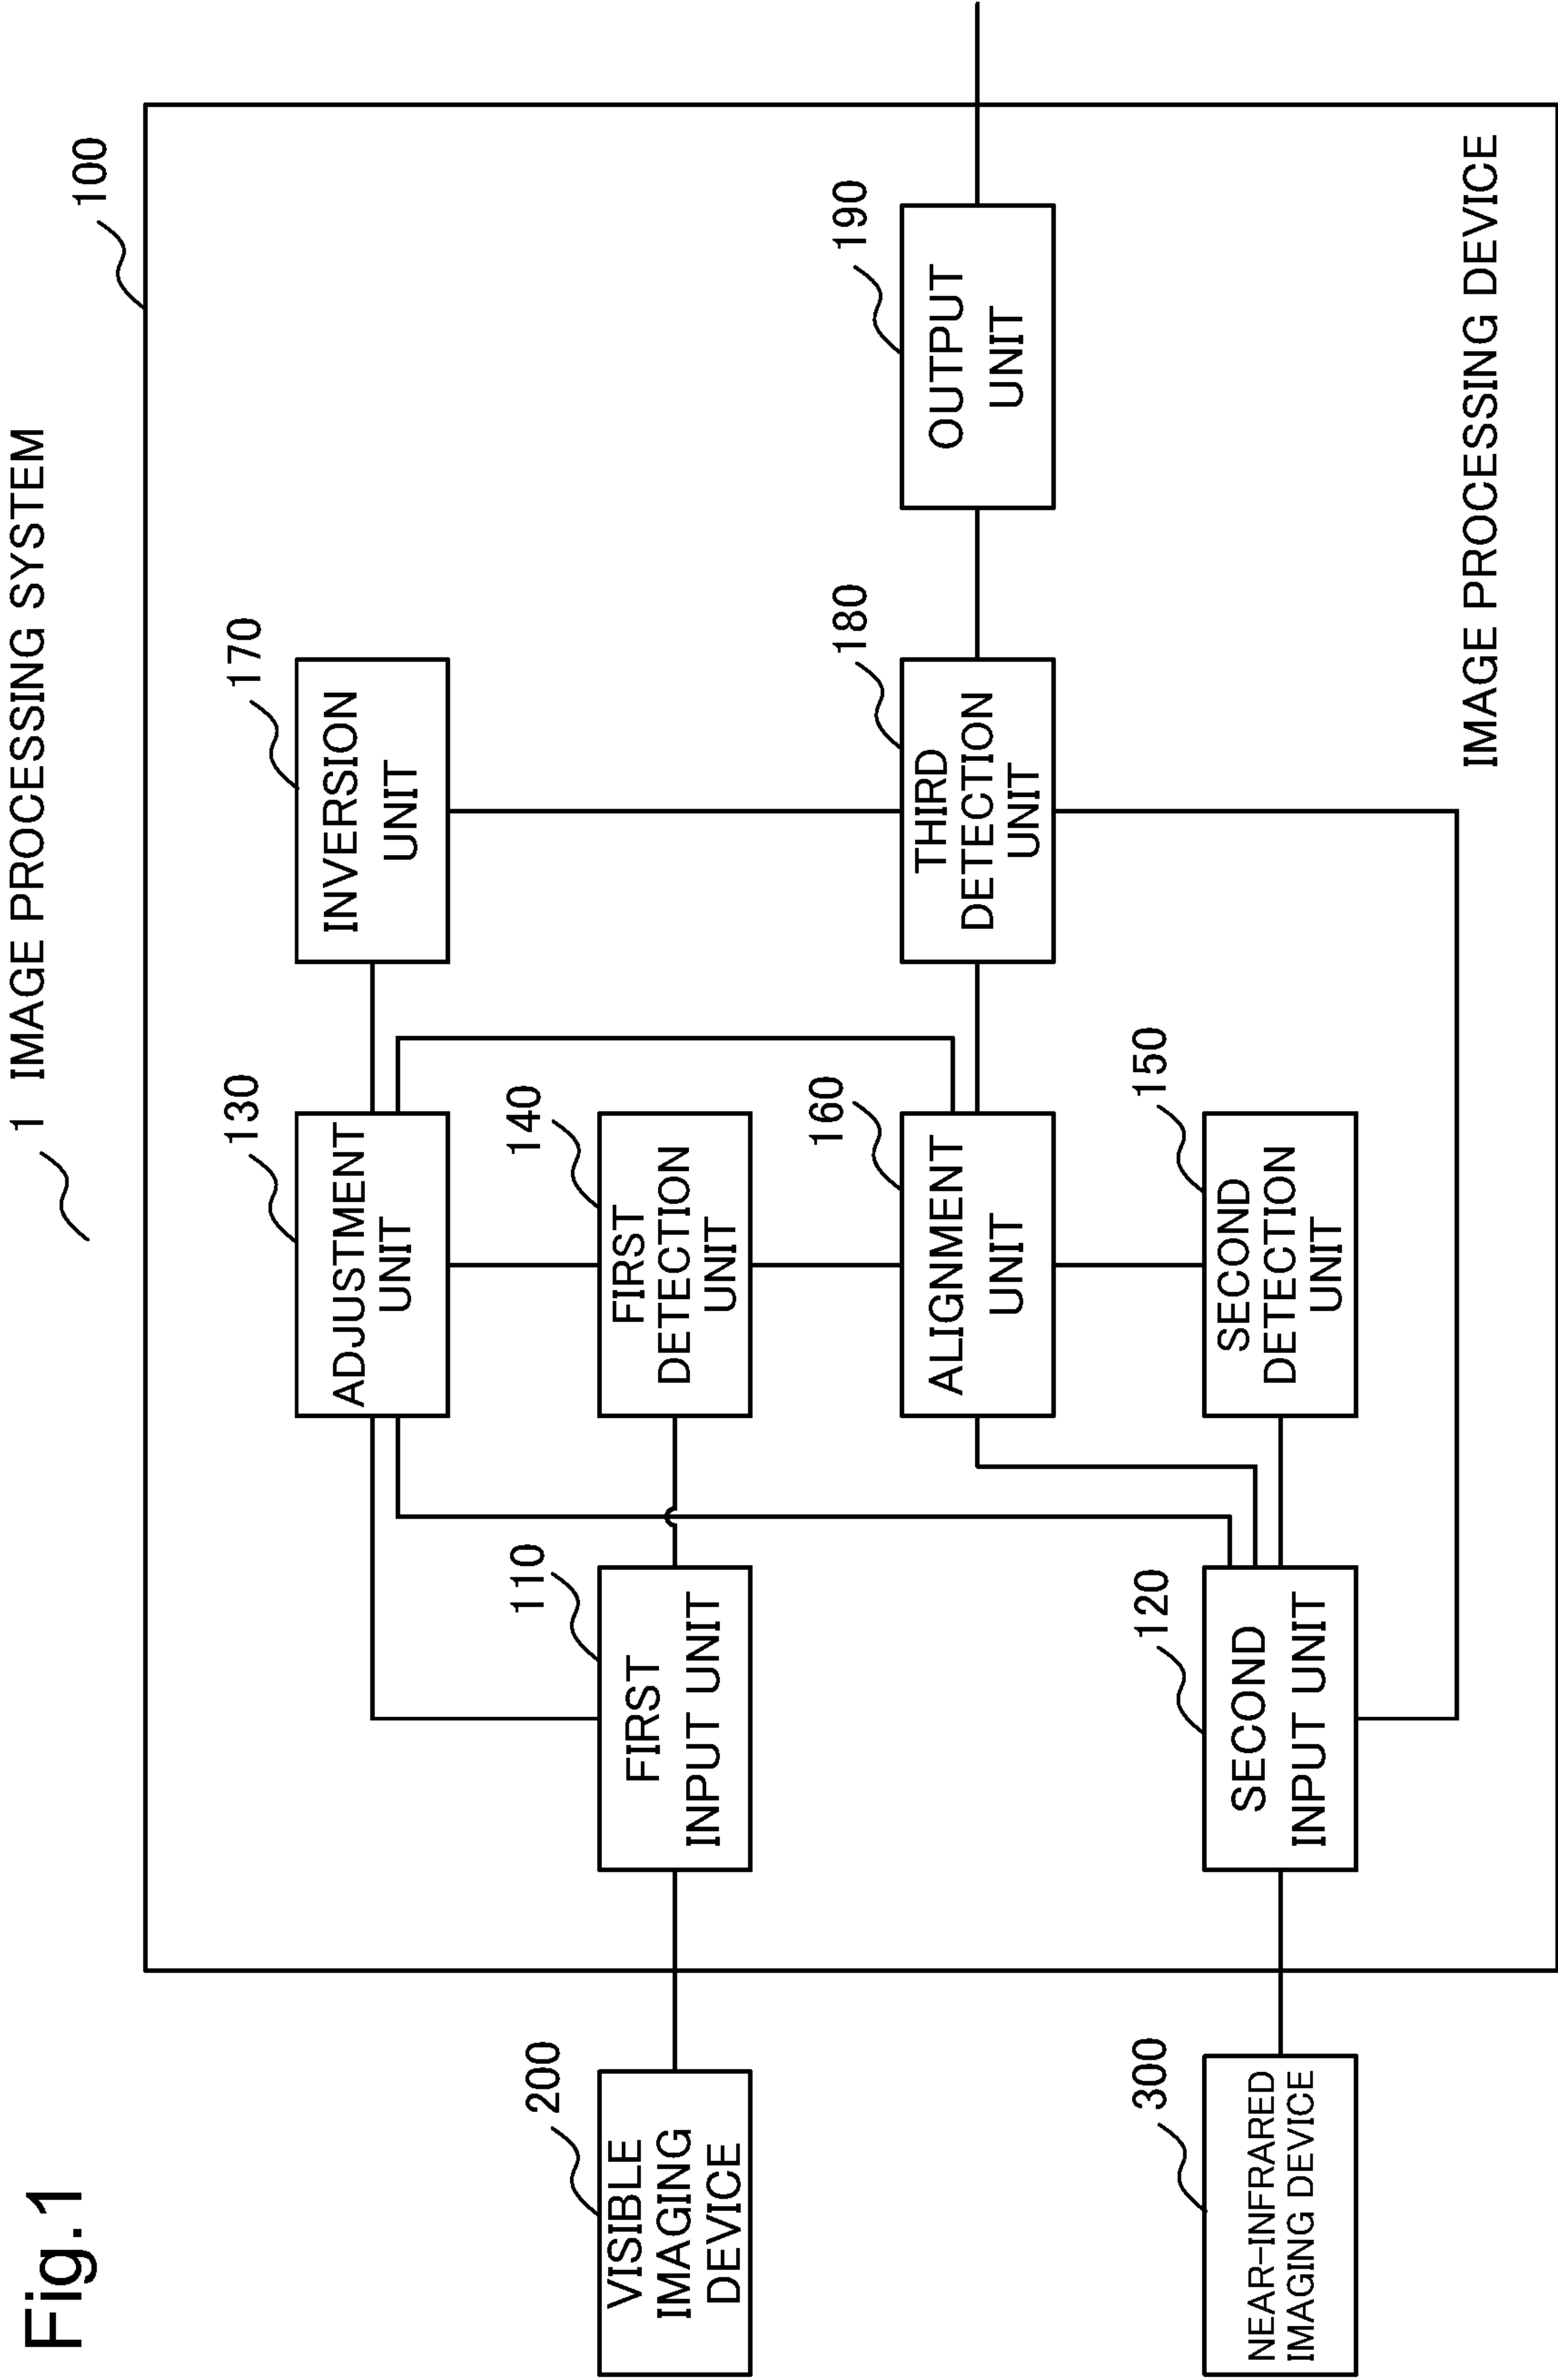 Fig.1
1 IMAGE PROCESSING SYSTEM
100
130
ADJUSTMENT
UNIT
170
INVERSION
UNIT
200
VISIBLE
IMAGING
DEVICE
110
FIRST
INPUT UNIT
140
FIRST
DETECTION
UNIT
160
ALIGNMENT
UNIT
180
THIRD
DETECTION
UNIT
190
OUTPUT
UNIT
300
NEAR-INFRARED
IMAGING DEVICE
120
SECOND
INPUT UNIT
150
SECOND
DETECTION
UNIT
IMAGE PROCESSING DEVICE